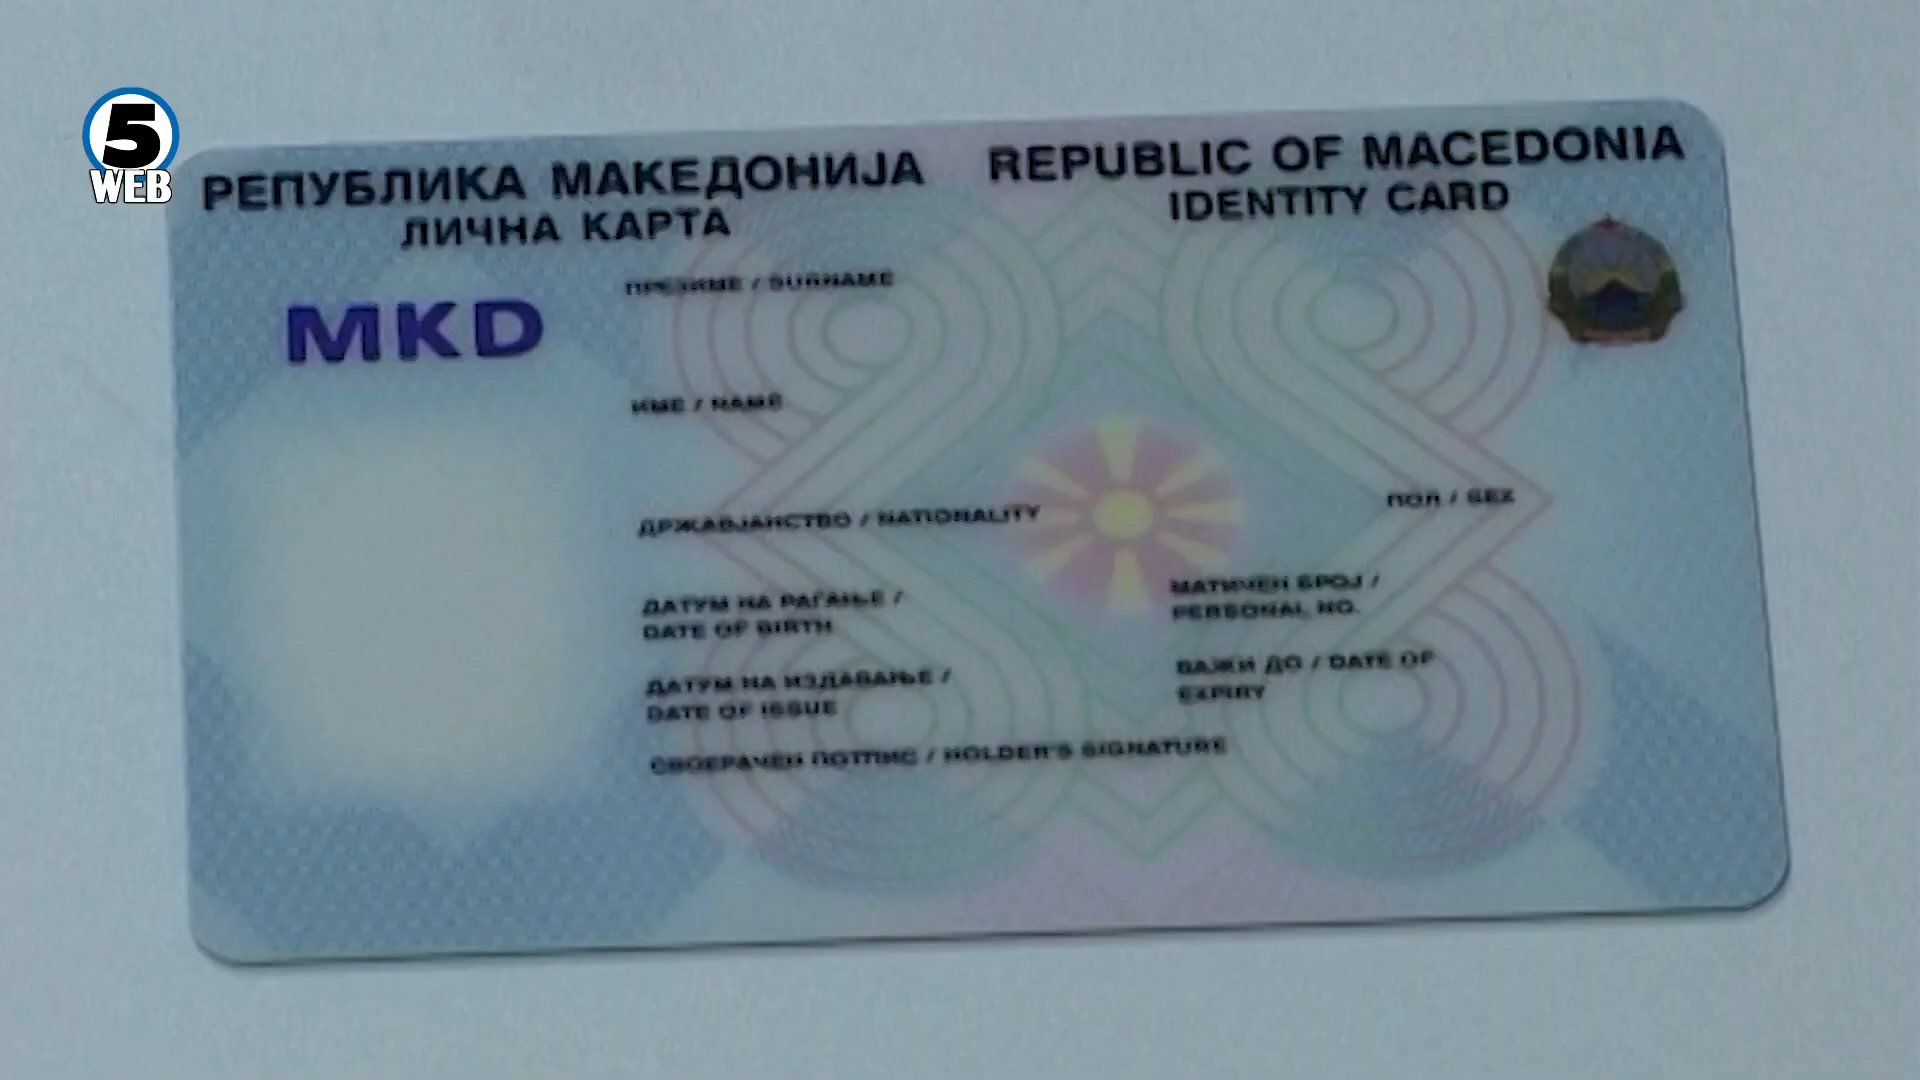 5
WEB
РЕПУБЛИКА МАКЕДОНИЈА
ЛИЧНА КАРТА
REPUBLIC OF MACEDONIA
IDENTITY CARD
MKD
ПРЕЗИМЕ / SURNAME
ИМЕ / NAME
ДРЖАВЈАНСТВО / NATIONALITY
ПОЛ / SEX
ДАТУМ НА РАЃАЊЕ /
DATE OF BIRTH
МАТИЧЕН БРОЈ /
PERSONAL NO.
ДАТУМ НА ИЗДАВАЊЕ /
DATE OF ISSUE
ВАЖИ ДО / DATE OF
EXPIRY
СВОЕРАЧЕН ПОТПИС / HOLDER'S SIGNATURE